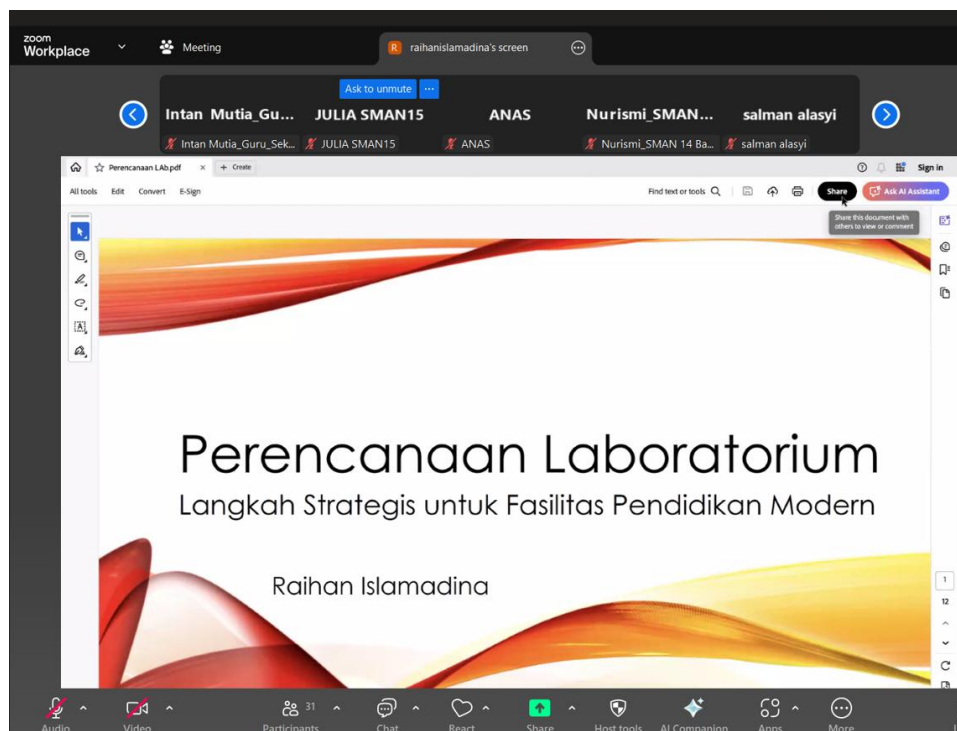 zoom
Workplace
Meeting
R raihanislamadina's screen
Ask to unmute ...
Intan Mutia_Gu... JULIA SMAN15 ANAS Nurismi_SMAN... salman alasyi
Intan Mutia_Guru_Sek... JULIA SMAN15 ANAS Nurismi_SMAN 14 Ba... salman alasyi
Perencanaan LAb.pdf × + Create Sign in
All tools Edit Convert E-Sign Find text or tools Share Ask AI Assistant
Share this document with
others to view or comment
Perencanaan Laboratorium
Langkah Strategis untuk Fasilitas Pendidikan Modern
Raihan Islamadina
1
12
31
Audio Video Participants Chat React Share Host tools AI Companion Apps More